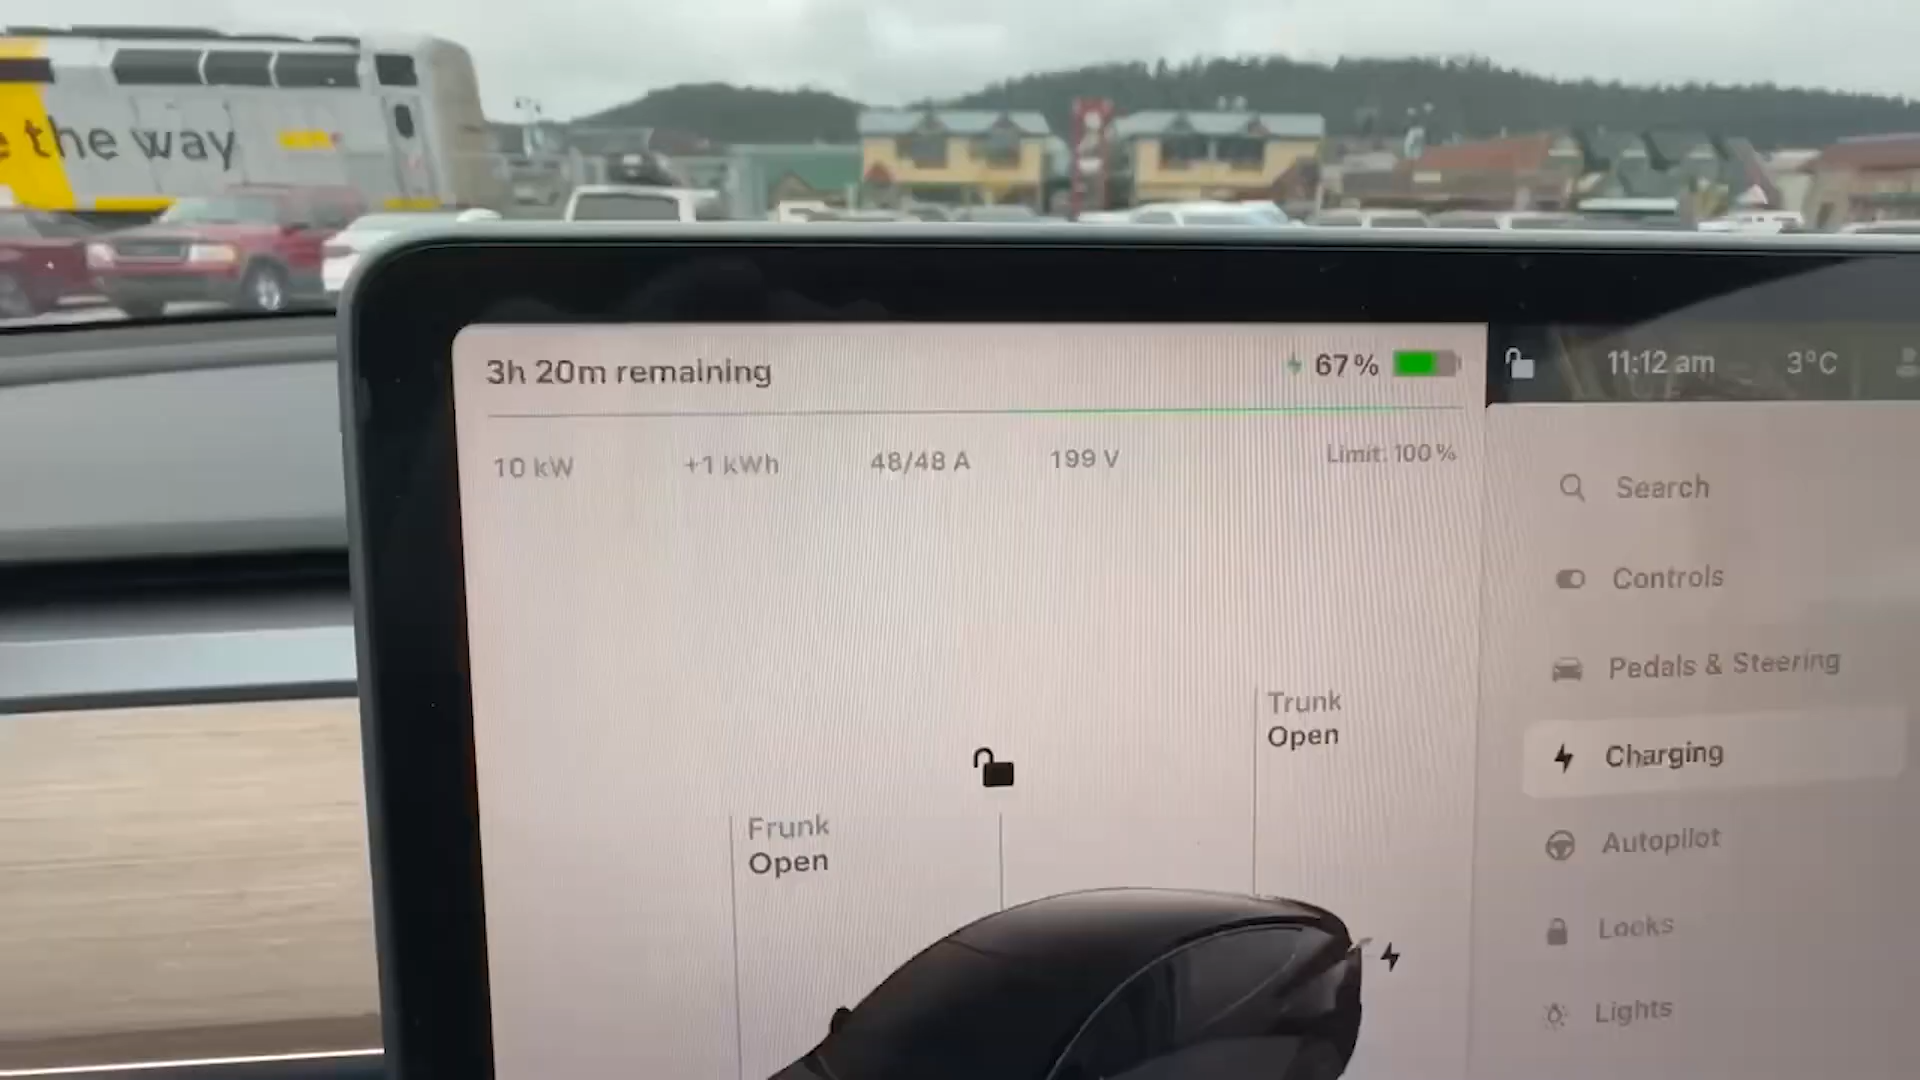 the way
3h 20m remaining
67%
11:12 am
3°C
10 kW
+1 kWh
48/48 A
199 V
Limit: 100%
Search
Controls
Pedals & Steering
Trunk
Open
Charging
Frunk
Open
Autopilot
Locks
Lights